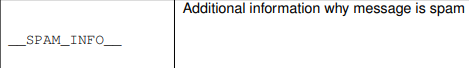 Additional information why message is spam
__SPAM_INFO__